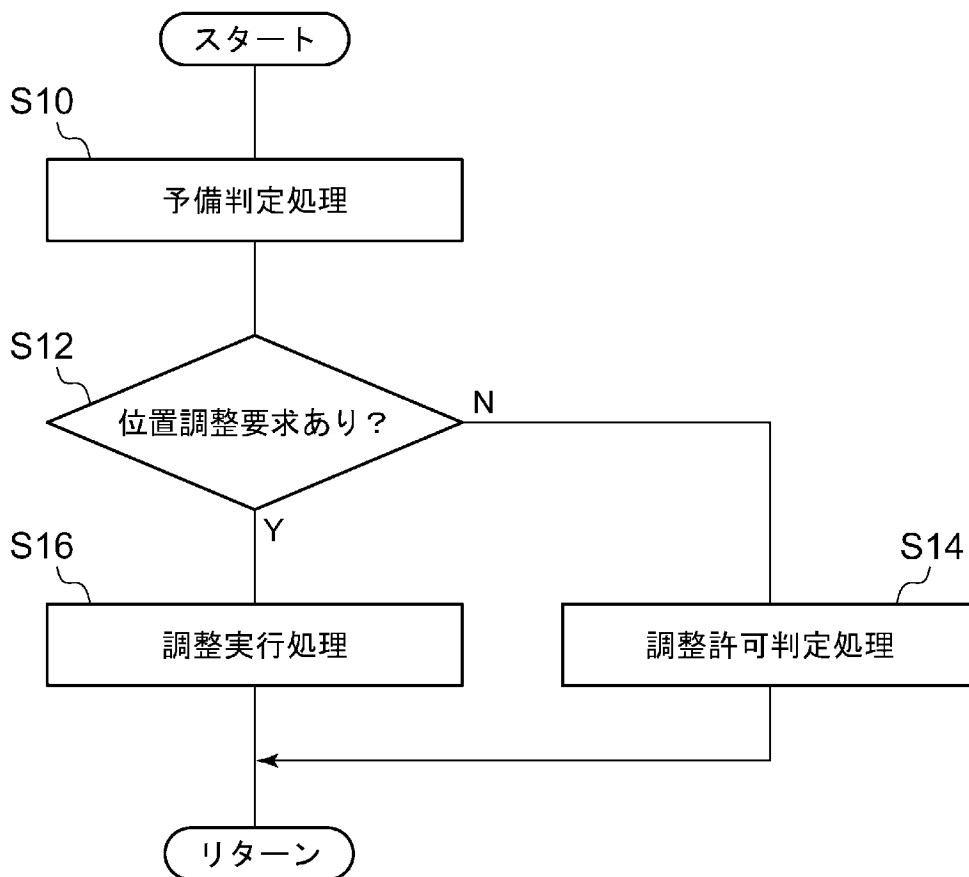 スタート
S10
予備判定処理
S12
位置調整要求あり？
N
Y
S16
調整実行処理
S14
調整許可判定処理
リターン